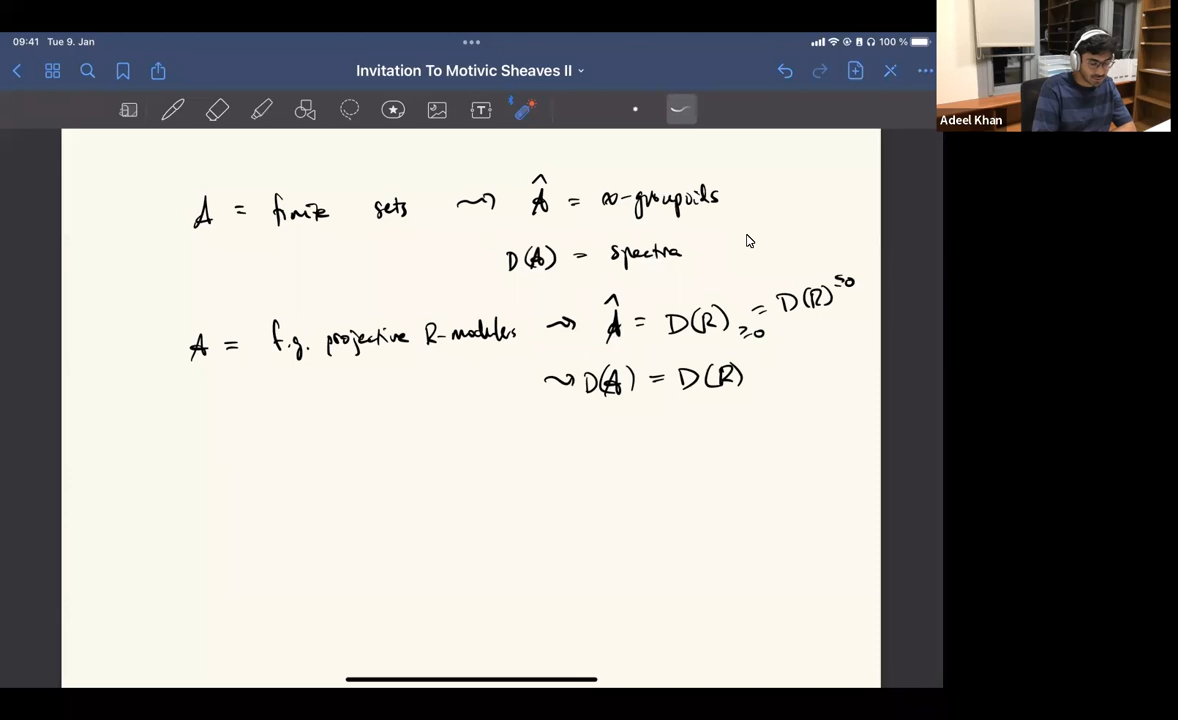 09:41 Tue 9. Jan
100 %
Invitation To Motivic Sheaves II
Adeel Khan
A = finite sets ⇝ Â = ∞-groupoids
D(A) = spectra
A = f.g. projective R-modules ⇝ Â = D(R)≥0 = D(R)≤0
⇝ D(A) = D(R)